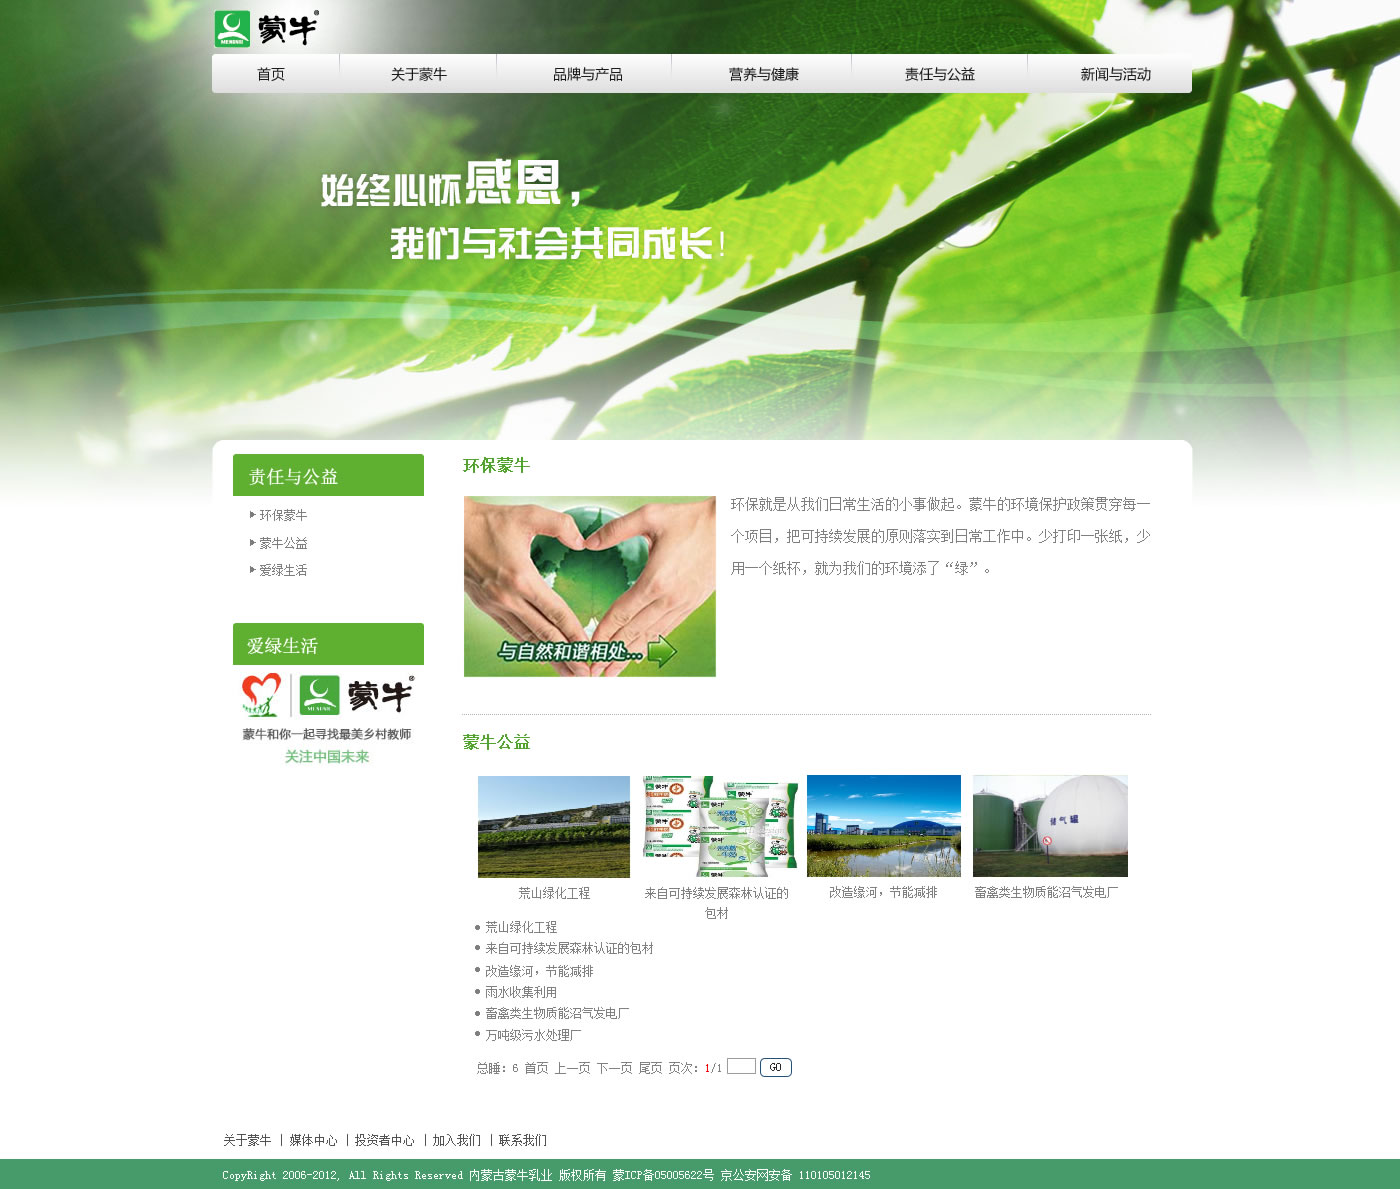 MENGNIU 蒙牛®
首页 关于蒙牛 品牌与产品 营养与健康 责任与公益 新闻与活动
始终心怀感恩，
我们与社会共同成长！
责任与公益
环保蒙牛
蒙牛公益
爱绿生活
爱绿生活
MENGNIU 蒙牛®
蒙牛和你一起寻找最美乡村教师
关注中国未来
环保蒙牛
与自然和谐相处...
环保就是从我们日常生活的小事做起。蒙牛的环境保护政策贯穿每一
个项目，把可持续发展的原则落实到日常工作中。少打印一张纸，少
用一个纸杯，就为我们的环境添了“绿”。
蒙牛公益
蒙牛
蒙牛
储气罐
荒山绿化工程
来自可持续发展森林认证的
包材
改造缘河，节能减排
畜禽类生物质能沼气发电厂
荒山绿化工程
来自可持续发展森林认证的包材
改造缘河，节能减排
雨水收集利用
畜禽类生物质能沼气发电厂
万吨级污水处理厂
总睡：6 首页 上一页 下一页 尾页 页次：1/1 GO
关于蒙牛 | 媒体中心 | 投资者中心 | 加入我们 | 联系我们
CopyRight 2006-2012, All Rights Reserved 内蒙古蒙牛乳业 版权所有 蒙ICP备05005622号 京公安网安备 110105012145